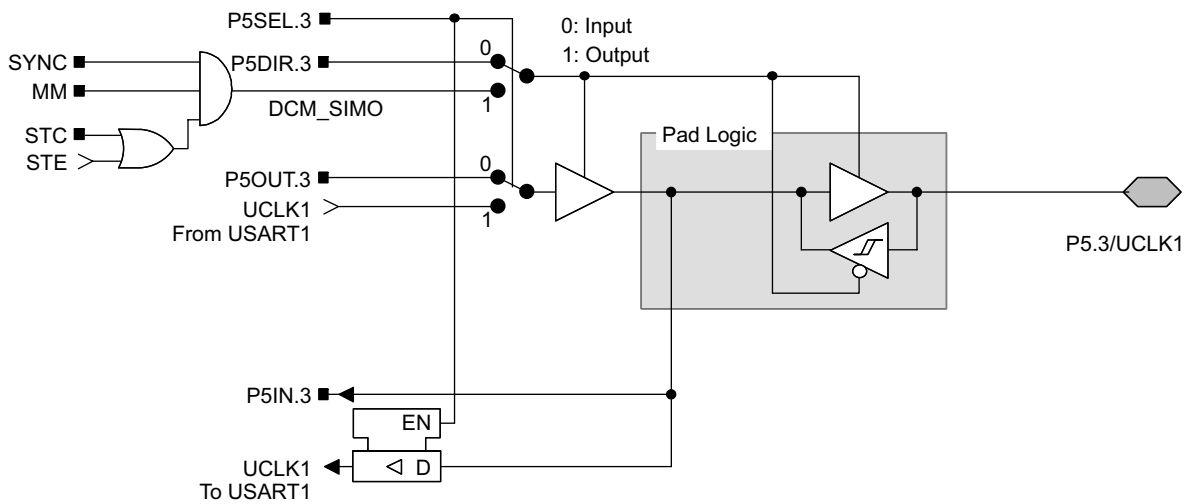 P5SEL.3
0: Input
1: Output
SYNC
P5DIR.3
0
MM
1
DCM_SIMO
STC
STE
Pad Logic
P5OUT.3
0
UCLK1
1
From USART1
P5.3/UCLK1
P5IN.3
EN
UCLK1
D
To USART1